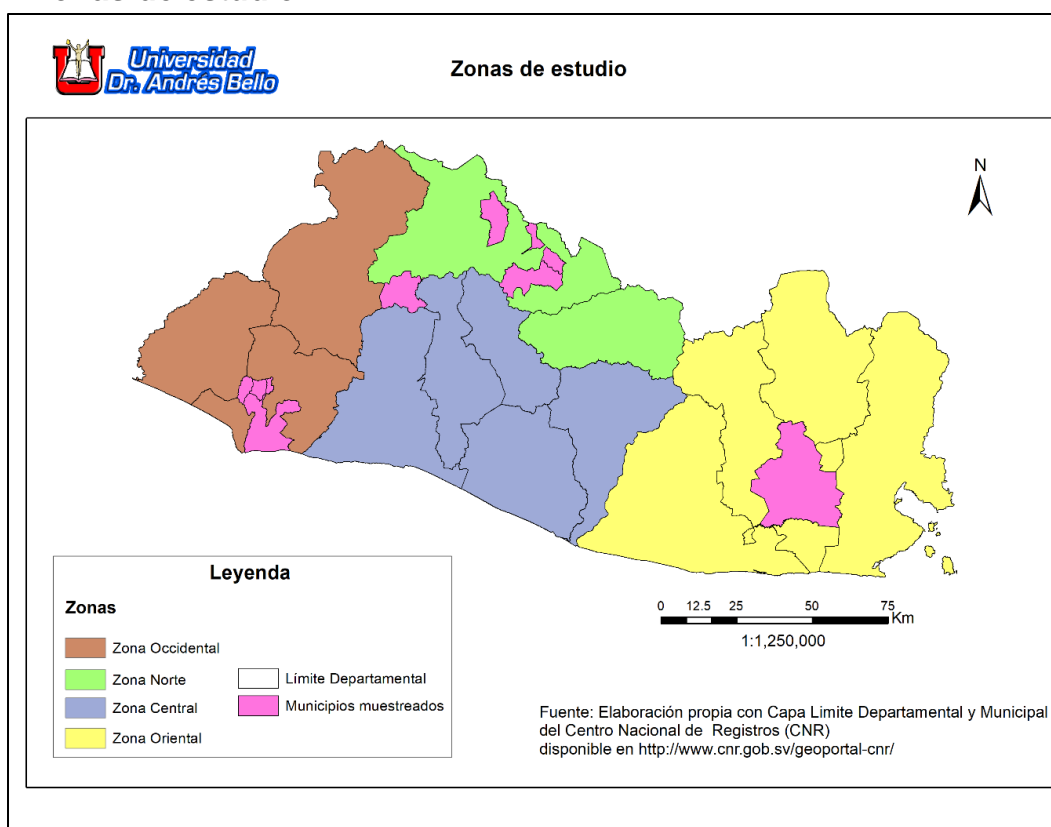 Universidad
Dr. Andrés Bello
Zonas de estudio
N
Leyenda
Zonas
Zona Occidental
Zona Norte
Zona Central
Zona Oriental
Límite Departamental
Municipios muestreados
0 12.5 25 50 75
Km
1:1,250,000
Fuente: Elaboración propia con Capa Limite Departamental y Municipal
del Centro Nacional de Registros (CNR)
disponible en http://www.cnr.gob.sv/geoportal-cnr/